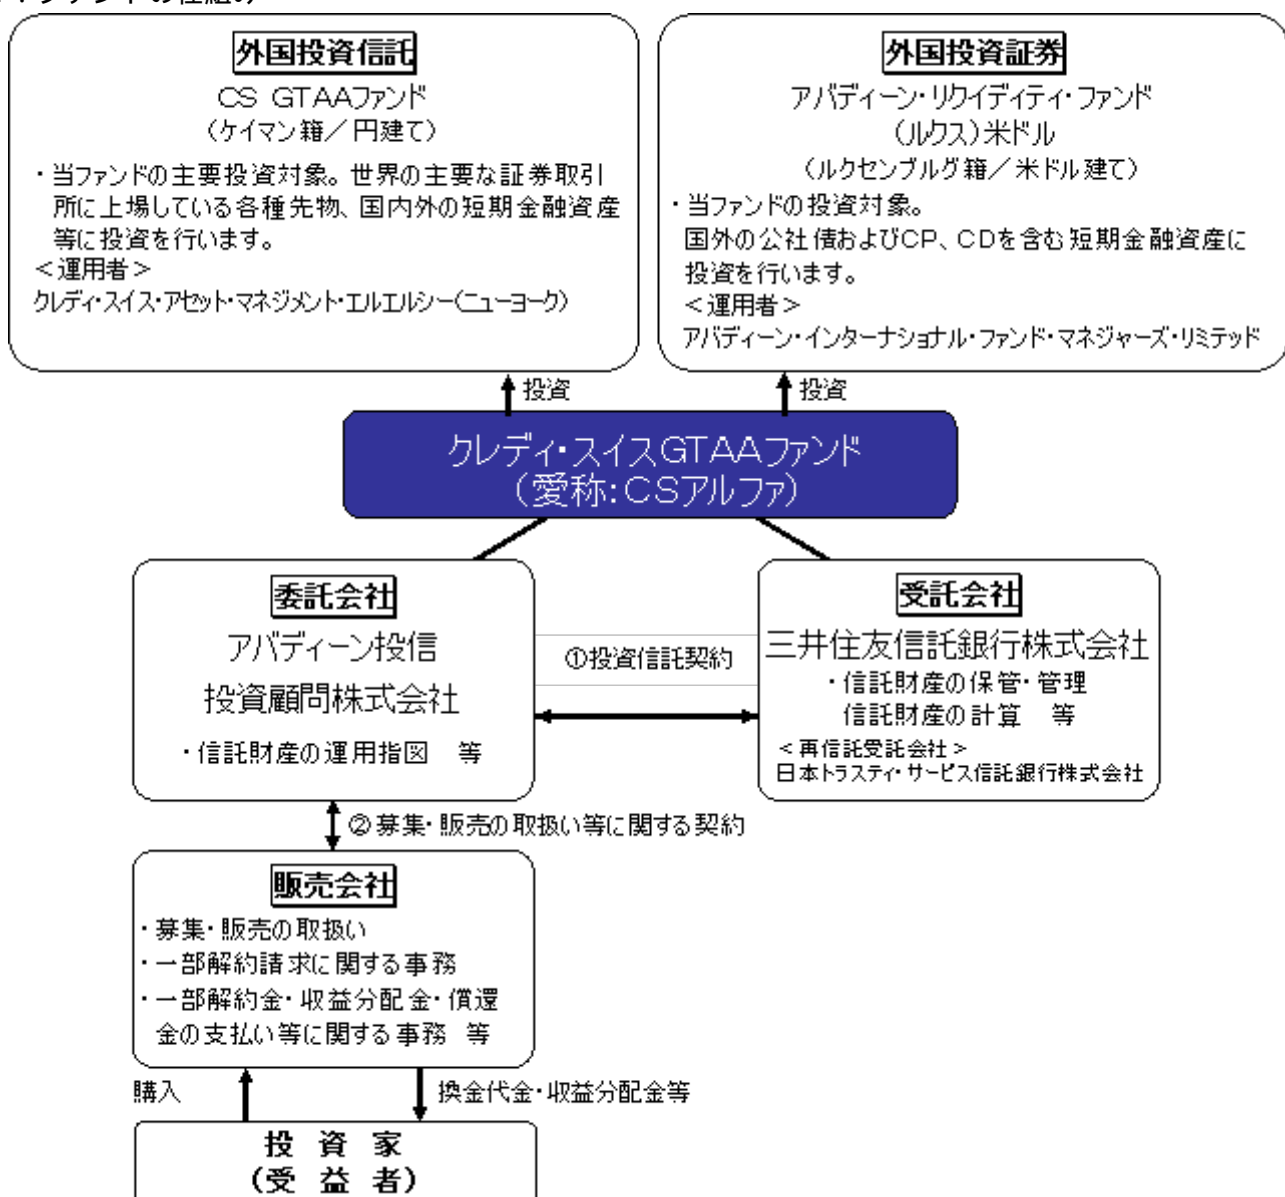 ファンドの仕組み
外国投資信託
CS GTAAファンド
(ケイマン籍/円建て)
・当ファンドの主要投資対象。世界の主要な証券取引
所に上場している各種先物、国内外の短期金融資産
等に投資を行います。
<運用者>
クレディ・スイス・アセット・マネジメント・エルエルシー(ニューヨーク)
外国投資証券
アバディーン・リクイディティ・ファンド
(ルクス)米ドル
(ルクセンブルグ籍/米ドル建て)
・当ファンドの投資対象。
国外の公社債およびCP、CDを含む短期金融資産に
投資を行います。
<運用者>
アバディーン・インターナショナル・ファンド・マネジャーズ・リミテッド
投資
投資
クレディ・スイスGTAAファンド
(愛称:CSアルファ)
委託会社
アバディーン投信
投資顧問株式会社
・信託財産の運用指図 等
①投資信託契約
受託会社
三井住友信託銀行株式会社
・信託財産の保管・管理
信託財産の計算 等
<再信託受託会社>
日本トラスティ・サービス信託銀行株式会社
②募集・販売の取扱い等に関する契約
販売会社
・募集・販売の取扱い
・一部解約請求に関する事務
・一部解約金・収益分配金・償還
金の支払い等に関する事務 等
購入
換金代金・収益分配金等
投 資 家
(受 益 者)